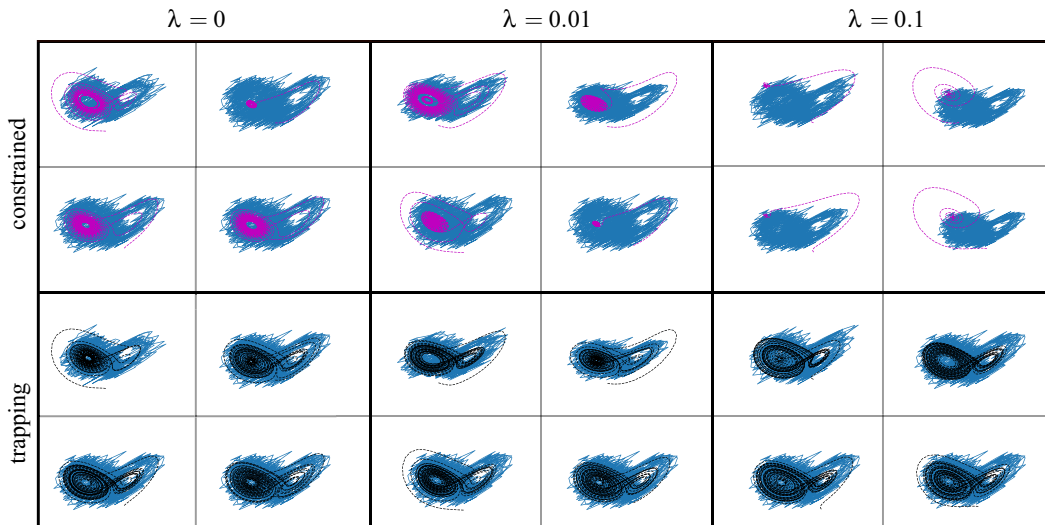 λ = 0
λ = 0.01
λ = 0.1
constrained
trapping